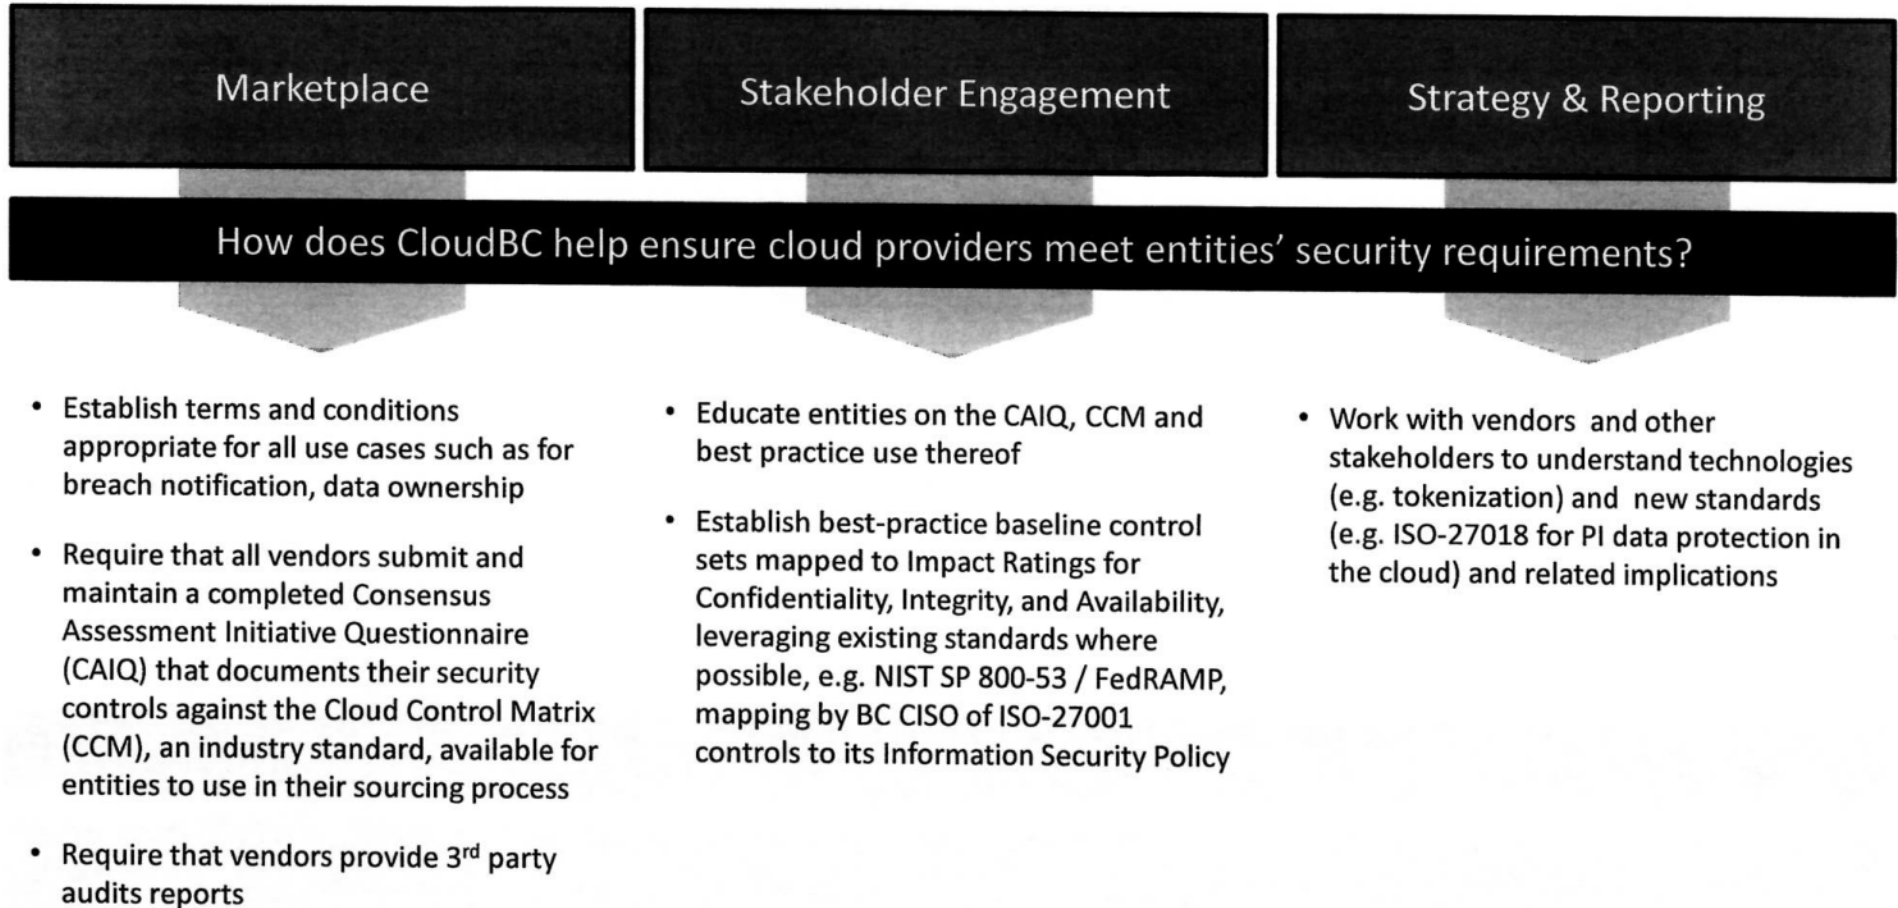 Marketplace
Stakeholder Engagement
Strategy & Reporting
How does CloudBC help ensure cloud providers meet entities' security requirements?
• Establish terms and conditions
appropriate for all use cases such as for
breach notification, data ownership
• Require that all vendors submit and
maintain a completed Consensus
Assessment Initiative Questionnaire
(CAIQ) that documents their security
controls against the Cloud Control Matrix
(CCM), an industry standard, available for
entities to use in their sourcing process
• Require that vendors provide 3rd party
audits reports
• Educate entities on the CAIQ, CCM and
best practice use thereof
• Establish best-practice baseline control
sets mapped to Impact Ratings for
Confidentiality, Integrity, and Availability,
leveraging existing standards where
possible, e.g. NIST SP 800-53 / FedRAMP,
mapping by BC CISO of ISO-27001
controls to its Information Security Policy
• Work with vendors and other
stakeholders to understand technologies
(e.g. tokenization) and new standards
(e.g. ISO-27018 for PI data protection in
the cloud) and related implications